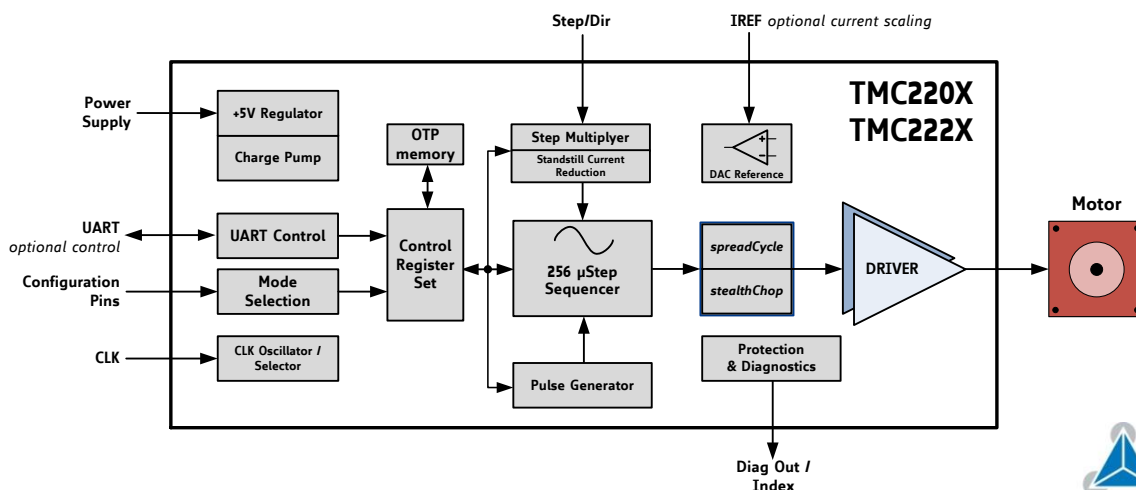 Step/Dir
IREF optional current scaling
TMC220X
TMC222X
Power
Supply
+5V Regulator
Charge Pump
OTP
memory
Step Multiplyer
Standstill Current
Reduction
DAC Reference
Motor
UART
optional control
UART Control
Control
Register
Set
256 µStep
Sequencer
spreadCycle
stealthChop
DRIVER
Configuration
Pins
Mode
Selection
CLK
CLK Oscillator /
Selector
Pulse Generator
Protection
& Diagnostics
Diag Out /
Index